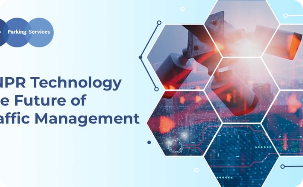 Parking Services
NPR Technology
e Future of
affic Management